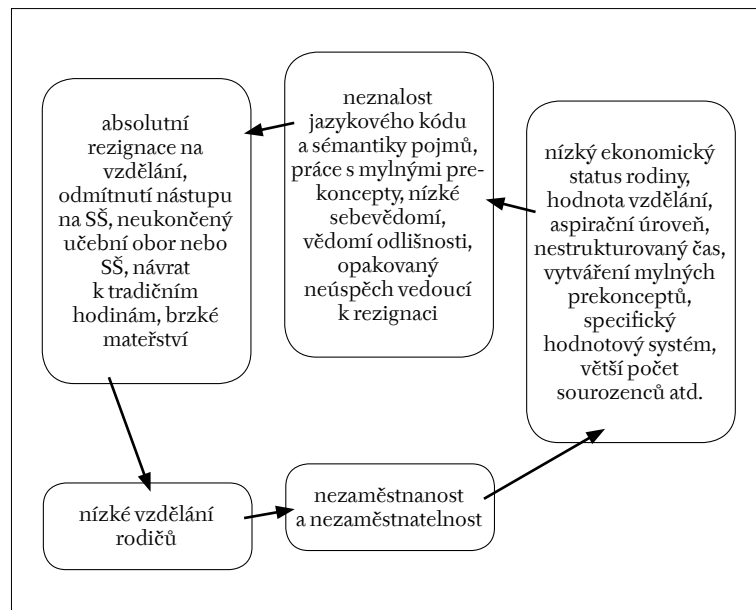 absolutní
rezignace na
vzdělání,
odmítnutí nástupu
na SŠ, neukončený
učební obor nebo
SŠ, návrat
k tradičním
hodinám, brzké
mateřství
neznalost
jazykového kódu
a sémantiky pojmů,
práce s mylnými pre-
koncepty, nízké
sebevědomí,
vědomí odlišnosti,
opakovaný
neúspěch vedoucí
k rezignaci
nízký ekonomický
status rodiny,
hodnota vzdělání,
aspirační úroveň,
nestrukturovaný čas,
vytváření mylných
prekonceptů,
specifický
hodnotový systém,
větší počet
sourozenců atd.
nízké vzdělání
rodičů
nezaměstnanost
a nezaměstnatelnost